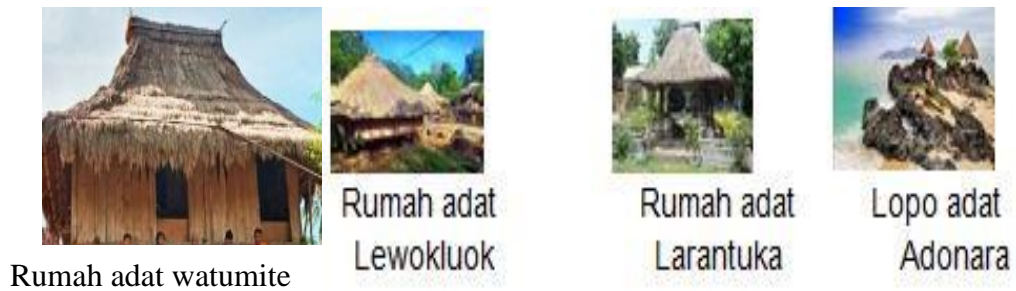 Rumah adat watumite
Rumah adat
Lewokluok
Rumah adat
Larantuka
Lopo adat
Adonara